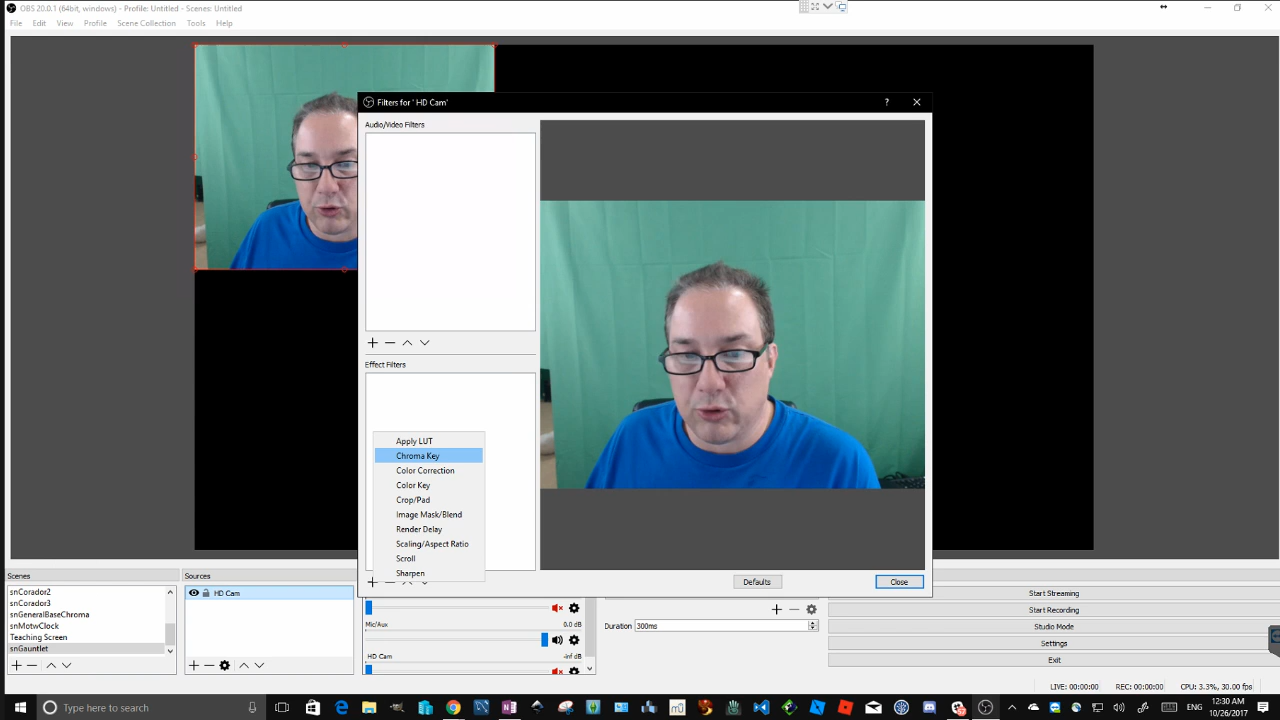 OBS 20.0.1 (64bit, windows) - Profile: Untitled - Scenes: Untitled
File Edit View Profile Scene Collection Tools Help
Filters for ' HD Cam'
?
Audio/Video Filters
Effect Filters
Apply LUT
Chroma Key
Color Correction
Color Key
Crop/Pad
Image Mask/Blend
Render Delay
Scaling/Aspect Ratio
Scroll
Sharpen
Defaults
Close
Scenes
snCorador2
snCorador3
snGeneralBaseChroma
snMotwClock
Teaching Screen
snGauntlet
Sources
HD Cam
0.0 dB
Mic/Aux
HD Cam
-inf dB
Duration 300ms
Start Streaming
Start Recording
Studio Mode
Settings
Exit
LIVE: 00:00:00 REC: 00:00:00 CPU: 3.3%, 30.00 fps
Type here to search
ENG
12:30 AM
10/26/2017